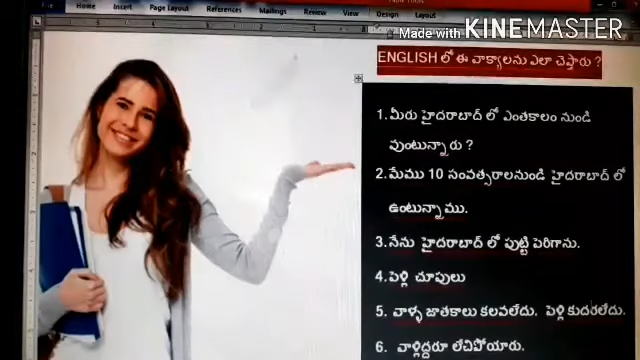 Home Insert Page Layout References Mailings Review View Design Layout
Made with KINEMASTER
ENGLISH లో ఈ వాక్యాలను ఎలా చెప్తారు ?
1.మీరు హైదరాబాద్ లో ఎంతకాలం నుండి
వుంటున్నారు ?
2.మేము 10 సంవత్సరాలనుండి హైదరాబాద్ లో
ఉంటున్నాము.
3.నేను హైదరాబాద్ లో పుట్టి పెరిగాను.
4.పెళ్లి చూపులు
5. వాళ్ళ జాతకాలు కలవలేదు, పెళ్లి కుదరలేదు.
6. వాళ్లిద్దరూ లేచిపోయారు.